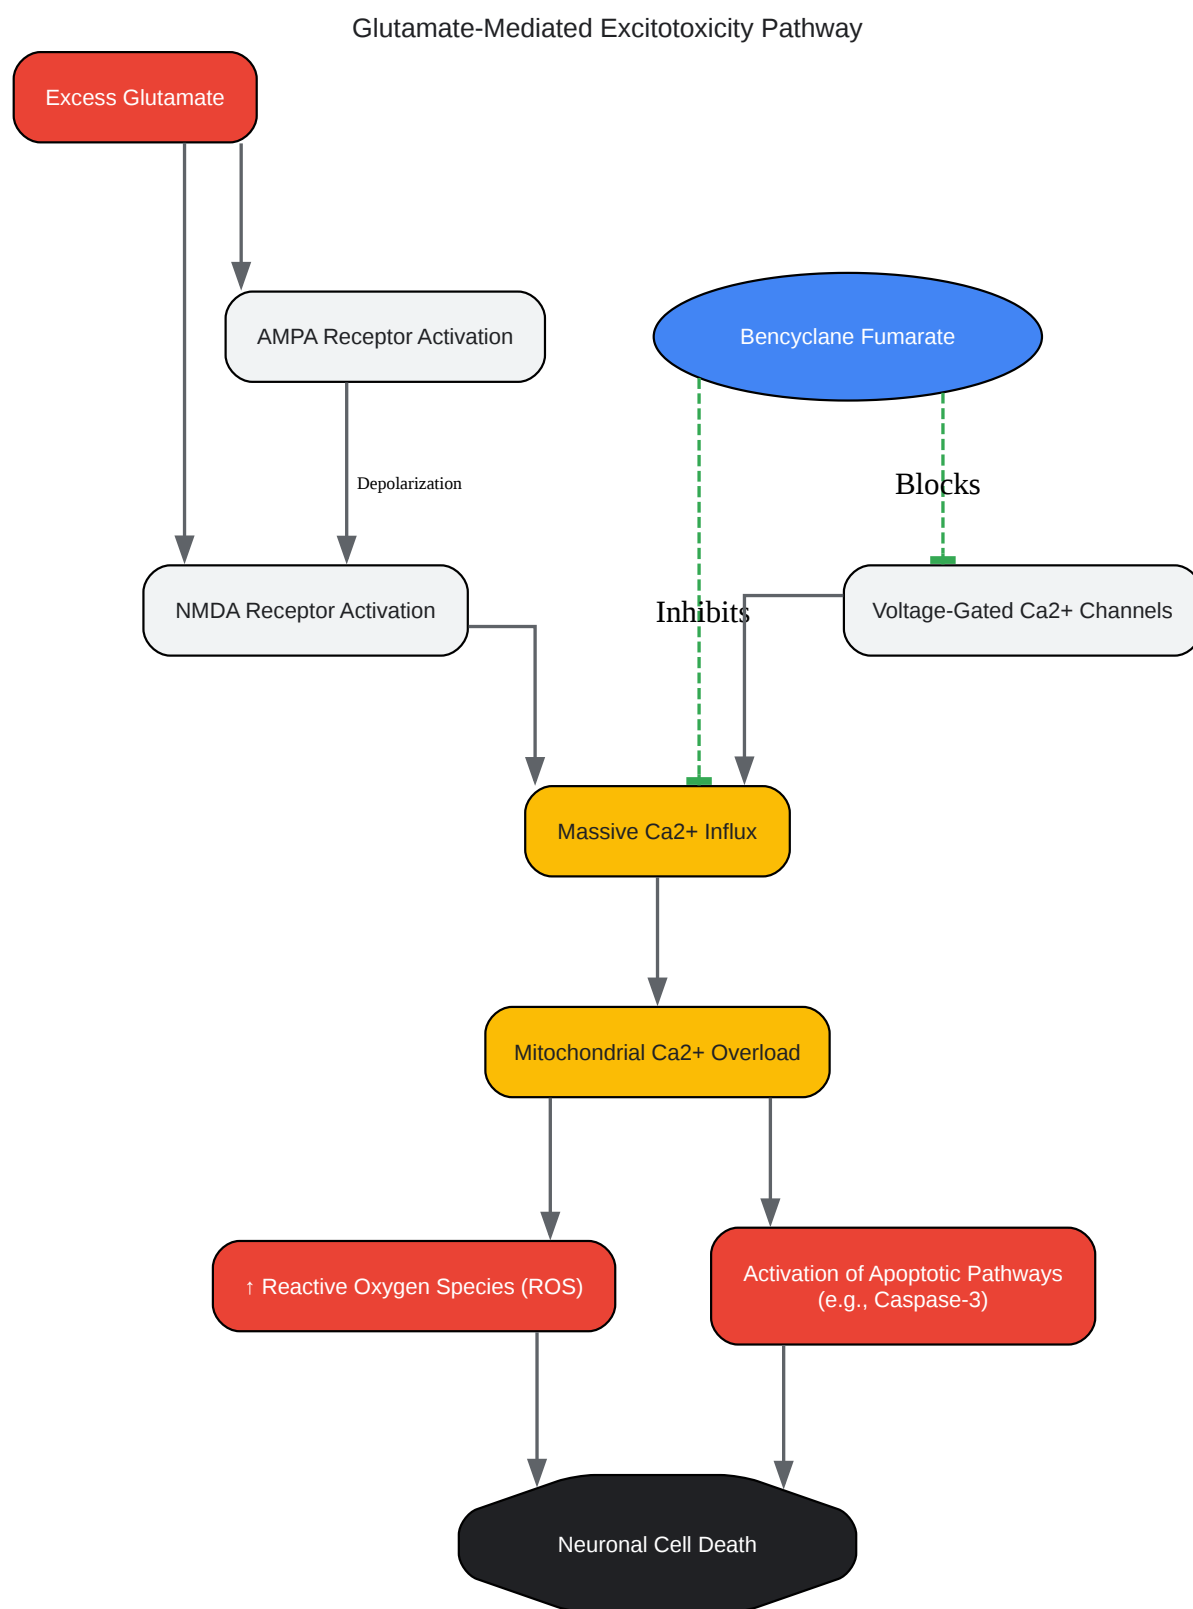 Glutamate-Mediated Excitotoxicity Pathway
Excess Glutamate
AMPA Receptor Activation
Bencyclane Fumarate
Depolarization
Blocks
NMDA Receptor Activation
Inhibits
Voltage-Gated Ca2+ Channels
Massive Ca2+ Influx
Mitochondrial Ca2+ Overload
↑ Reactive Oxygen Species (ROS)
Activation of Apoptotic Pathways
(e.g., Caspase-3)
Neuronal Cell Death